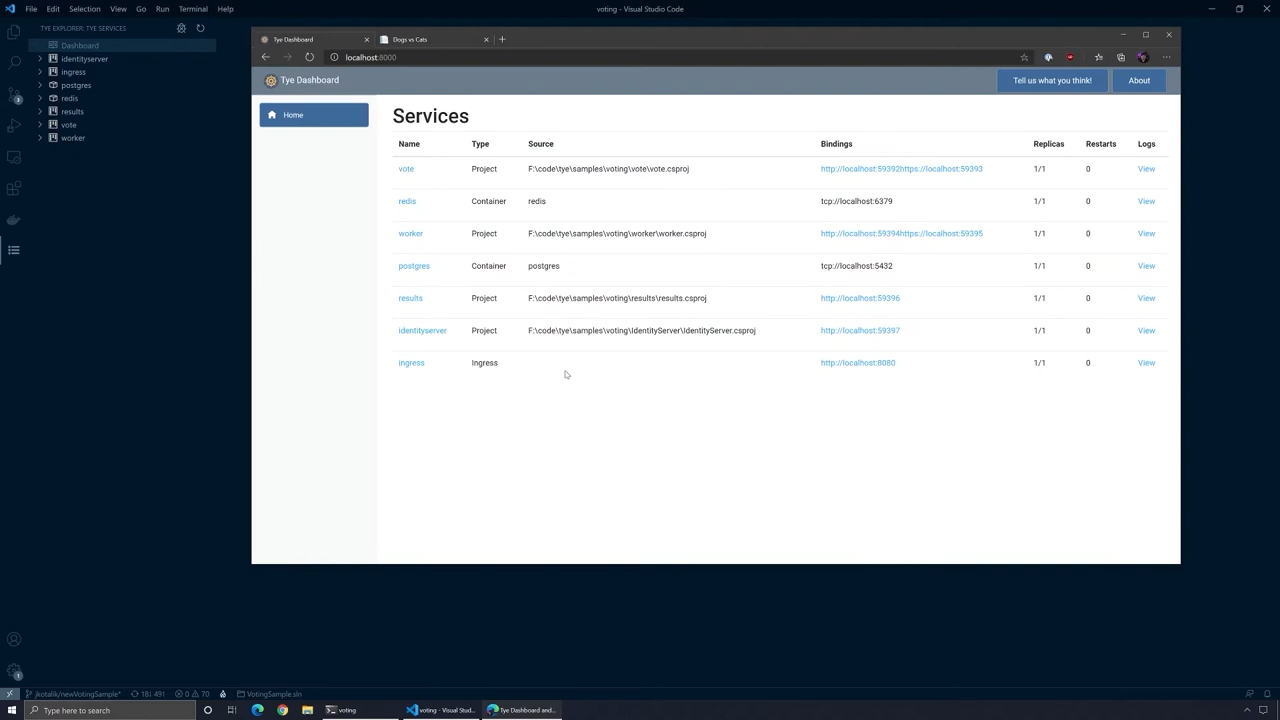 File Edit Selection View Go Run Terminal Help
voting - Visual Studio Code
TYE EXPLORER: TYE SERVICES
Dashboard
identityserver
ingress
postgres
redis
results
vote
worker
Tye Dashboard
Dogs vs Cats
localhost:8000
Tye Dashboard
Tell us what you think!
About
Home
Services
Name Type Source Bindings Replicas Restarts Logs
vote Project F:\code\tye\samples\voting\vote\vote.csproj http://localhost:59392https://localhost:59393 1/1 0 View
redis Container redis tcp://localhost:6379 1/1 0 View
worker Project F:\code\tye\samples\voting\worker\worker.csproj http://localhost:59394https://localhost:59395 1/1 0 View
postgres Container postgres tcp://localhost:5432 1/1 0 View
results Project F:\code\tye\samples\voting\results\results.csproj http://localhost:59396 1/1 0 View
identityserver Project F:\code\tye\samples\voting\IdentityServer\IdentityServer.csproj http://localhost:59397 1/1 0 View
ingress Ingress http://localhost:8080 1/1 0 View
jkotalik/newVotingSample* 18↓ 49↑ 0 70 VotingSample.sln
Type here to search
voting
voting - Visual Stud...
Tye Dashboard and...